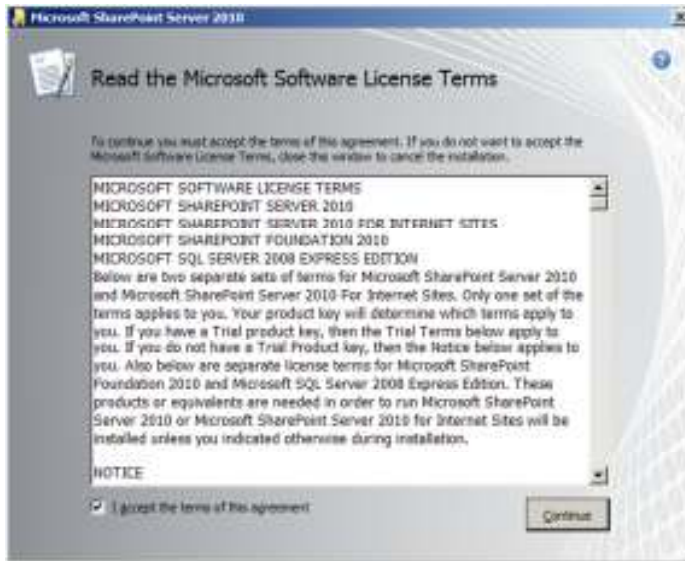 Microsoft SharePoint Server 2010
Read the Microsoft Software License Terms
To continue you must accept the terms of this agreement. If you do not want to accept the
Microsoft Software License Terms, close this window to cancel the installation.
MICROSOFT SOFTWARE LICENSE TERMS
MICROSOFT SHAREPOINT SERVER 2010
MICROSOFT SHAREPOINT SERVER 2010 FOR INTERNET SITES
MICROSOFT SHAREPOINT FOUNDATION 2010
MICROSOFT SQL SERVER 2008 EXPRESS EDITION
Below are two separate sets of terms for Microsoft SharePoint Server 2010
and Microsoft SharePoint Server 2010 For Internet Sites. Only one set of the
terms applies to you. Your product key will determine which terms apply to
you. If you have a Trial product key, then the Trial Terms below apply to
you. If you do not have a Trial Product key, then the Notice below applies to
you. Also below are separate license terms for Microsoft SharePoint
Foundation 2010 and Microsoft SQL Server 2008 Express Edition. These
products or equivalents are needed in order to run Microsoft SharePoint
Server 2010 or Microsoft SharePoint Server 2010 for Internet Sites will be
installed unless you indicated otherwise during installation.
NOTICE
I accept the terms of this agreement
Continue